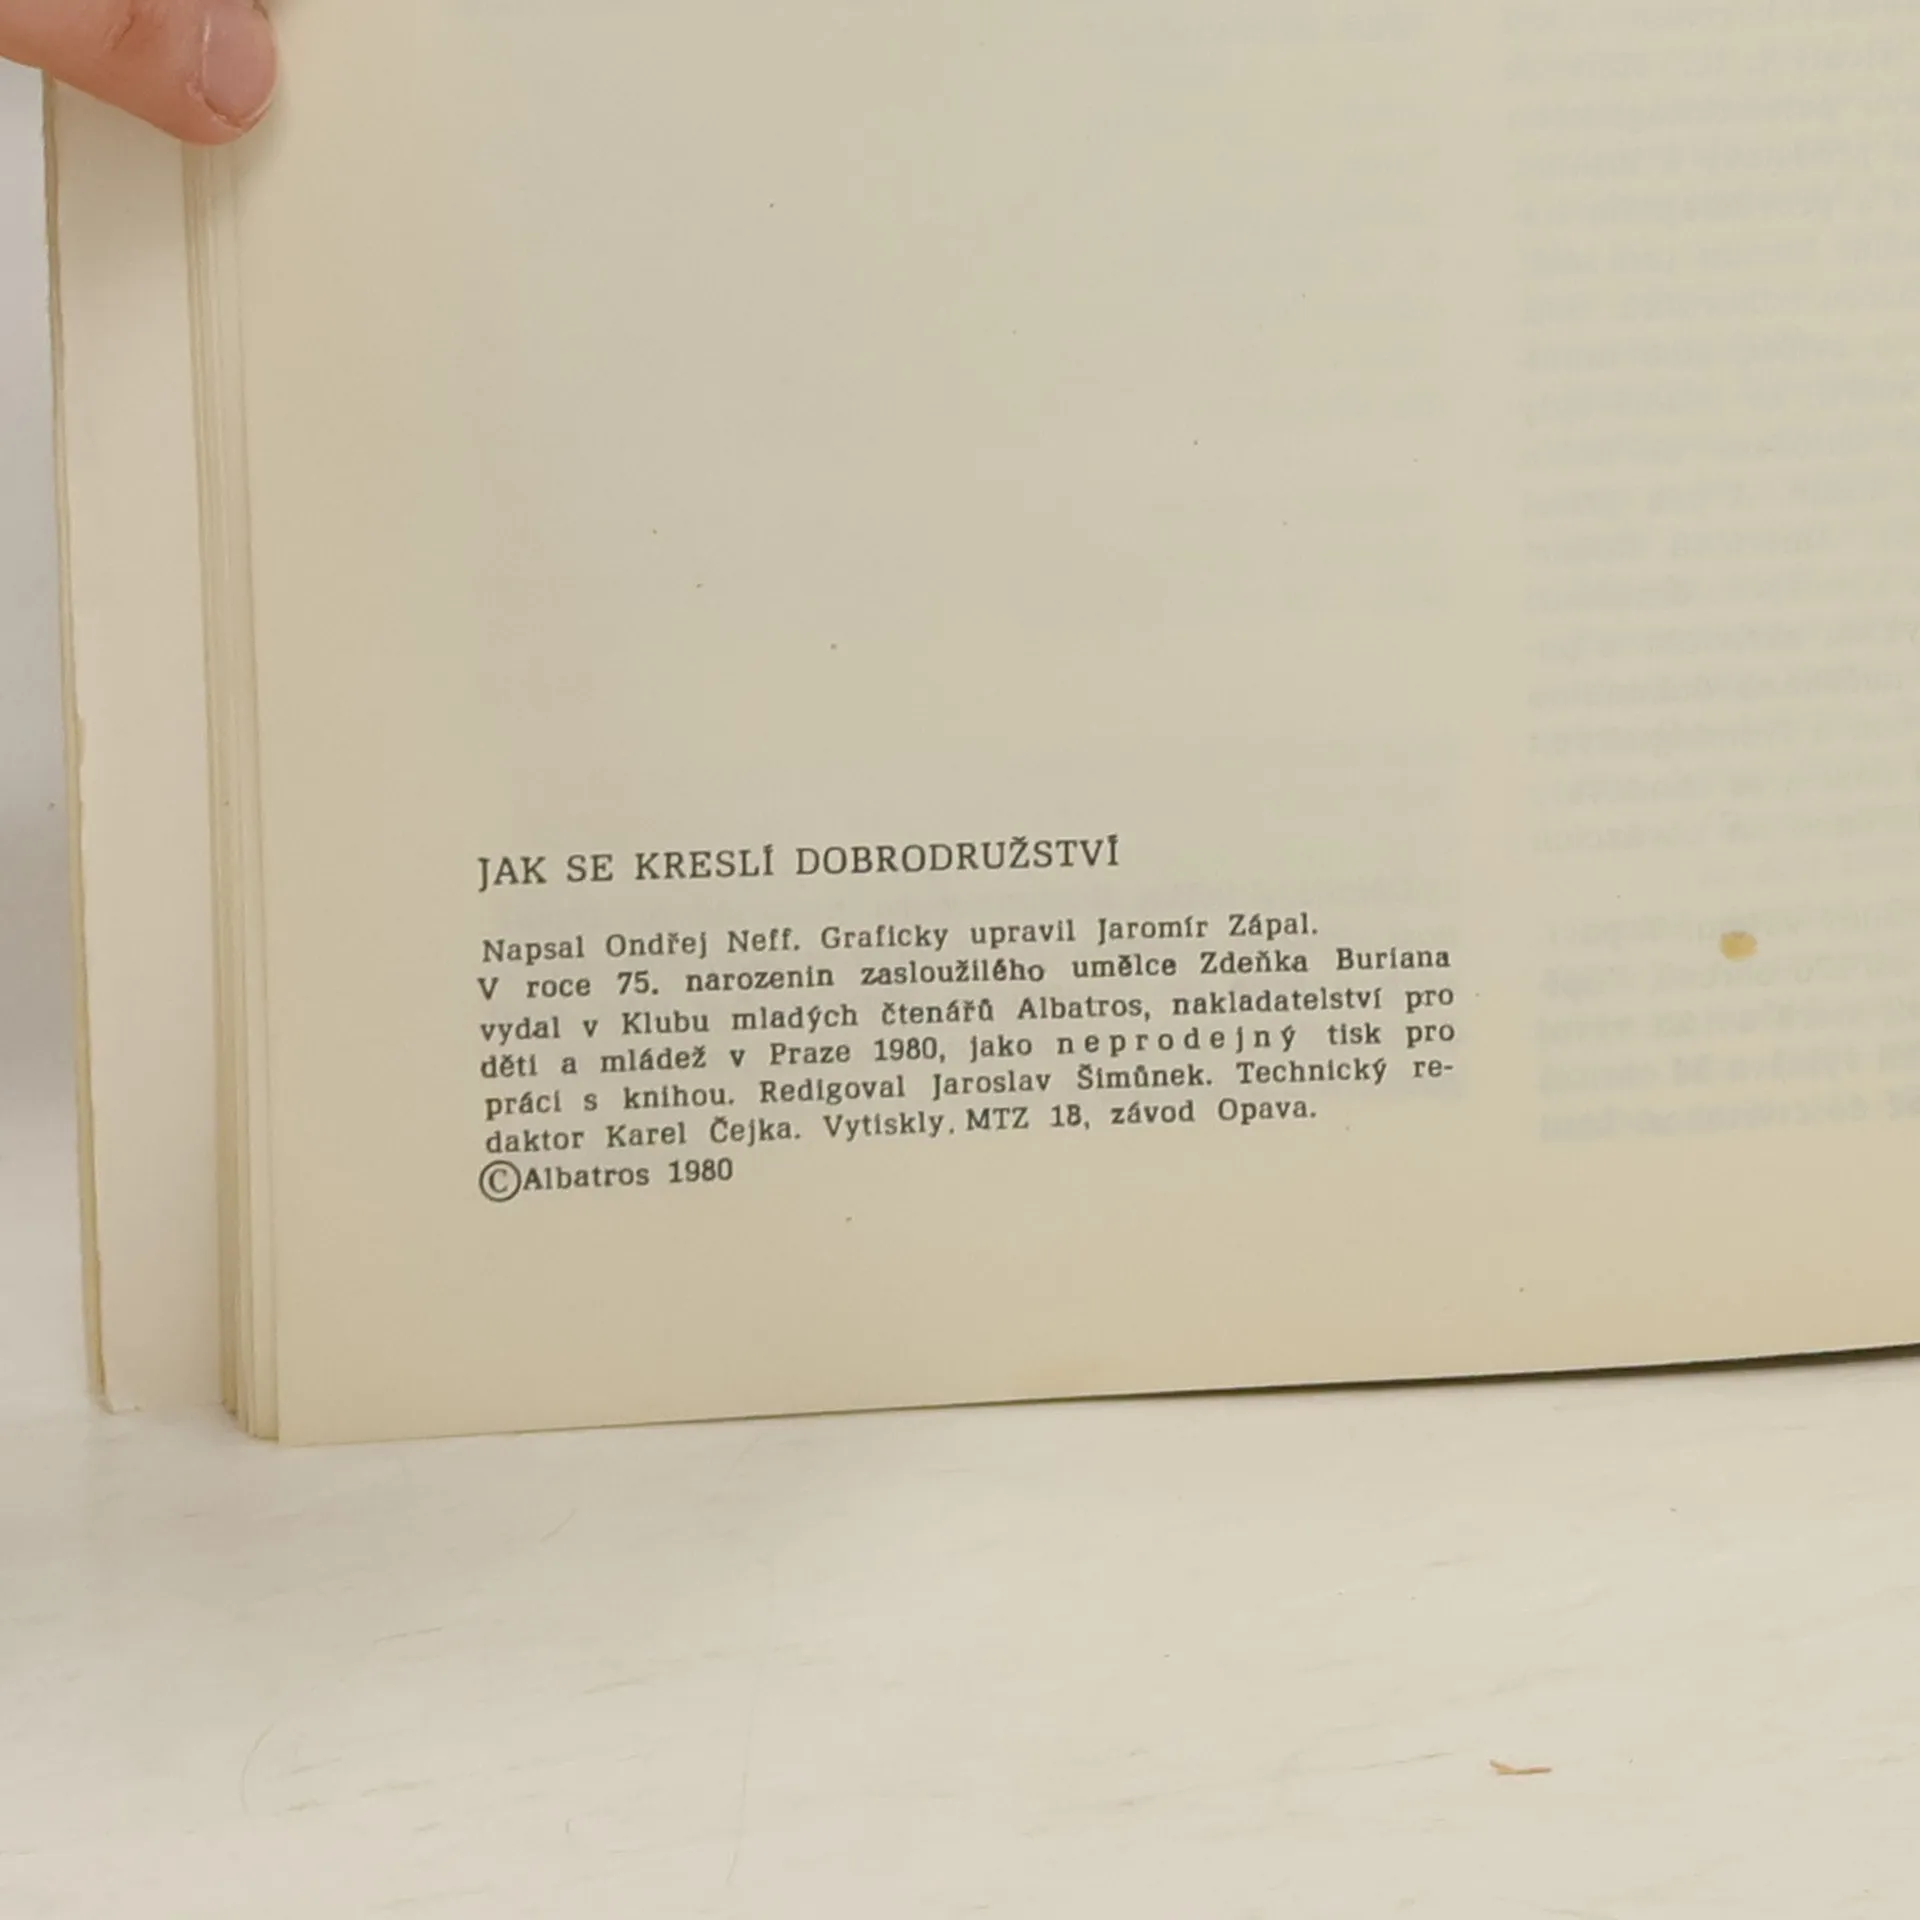 JAK SE KRESLÍ DOBRODRUŽSTVÍ
Napsal Ondřej Neff. Graficky upravil Jaromír Zápal.
V roce 75. narozenin zasloužilého umělce Zdeňka Buriana
vydal v Klubu mladých čtenářů Albatros, nakladatelství pro
děti a mládež v Praze 1980, jako neprodejný tisk pro
práci s knihou. Redigoval Jaroslav Šimůnek. Technický re-
daktor Karel Čejka. Vytiskly. MTZ 18, závod Opava.
©Albatros 1980